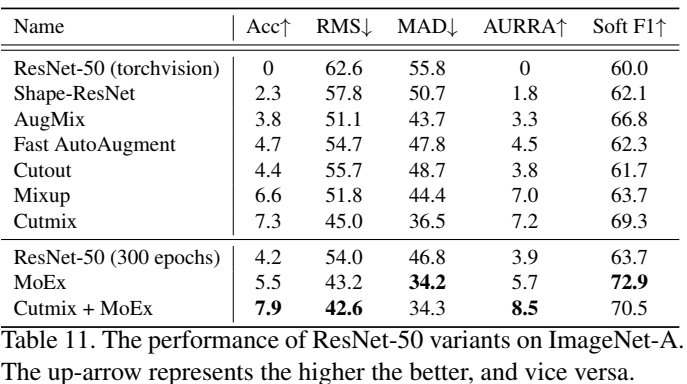 Name Acc↑ RMS↓ MAD↓ AURRA↑ Soft F1↑
ResNet-50 (torchvision) 0 62.6 55.8 0 60.0
Shape-ResNet 2.3 57.8 50.7 1.8 62.1
AugMix 3.8 51.1 43.7 3.3 66.8
Fast AutoAugment 4.7 54.7 47.8 4.5 62.3
Cutout 4.4 55.7 48.7 3.8 61.7
Mixup 6.6 51.8 44.4 7.0 63.7
Cutmix 7.3 45.0 36.5 7.2 69.3
ResNet-50 (300 epochs) 4.2 54.0 46.8 3.9 63.7
MoEx 5.5 43.2 34.2 5.7 72.9
Cutmix + MoEx 7.9 42.6 34.3 8.5 70.5
Table 11. The performance of ResNet-50 variants on ImageNet-A.
The up-arrow represents the higher the better, and vice versa.